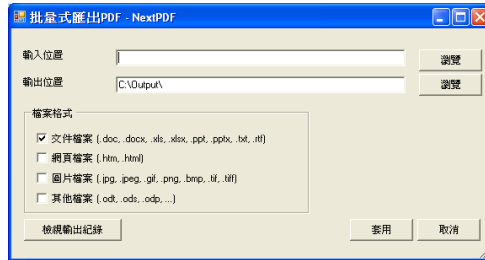 批量式匯出PDF - NextPDF
輸入位置 瀏覽
輸出位置 C:\Output\ 瀏覽
檔案格式
文件檔案 (.doc, .docx, .xls, .xlsx, .ppt, .pptx, .txt, .rtf)
網頁檔案 (.htm, .html)
圖片檔案 (.jpg, .jpeg, .gif, .png, .bmp, .tif, .tiff)
其他檔案 (.odt, .ods, .odp, ...)
檢視輸出紀錄 套用 取消